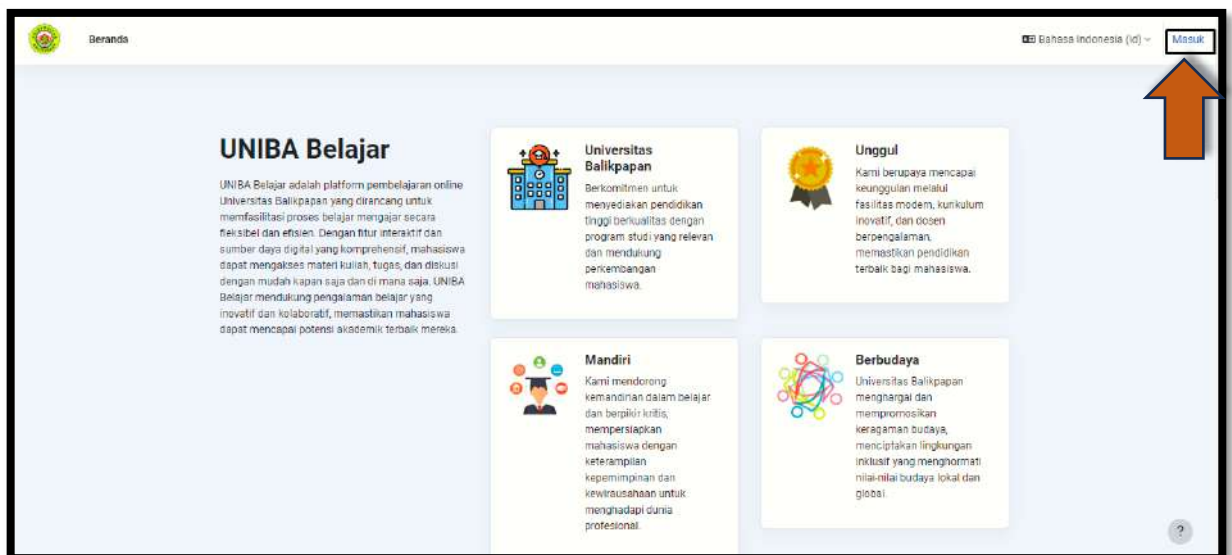 Beranda
Bahasa Indonesia (id)
Masuk
UNIBA Belajar
UNIBA Belajar adalah platform pembelajaran online
Universitas Balikpapan yang dirancang untuk
memfasilitasi proses belajar mengajar secara
fleksibel dan efisien. Dengan fitur interaktif dan
sumber daya digital yang komprehensif, mahasiswa
dapat mengakses materi kuliah, tugas, dan diskusi
dengan mudah kapan saja dan di mana saja. UNIBA
Belajar mendukung pengalaman belajar yang
inovatif dan kolaboratif, memastikan mahasiswa
dapat mencapai potensi akademik terbaik mereka.
Universitas
Balikpapan
Berkomitmen untuk
menyediakan pendidikan
tinggi berkualitas dengan
program studi yang relevan
dan mendukung
perkembangan
mahasiswa.
Unggul
Kami berupaya mencapai
keunggulan melalui
fasilitas modern, kurikulum
inovatif, dan dosen
berpengalaman,
memastikan pendidikan
terbaik bagi mahasiswa.
Mandiri
Kami mendorong
kemandirian dalam belajar
dan berpikir kritis,
mempersiapkan
mahasiswa dengan
keterampilan
kepemimpinan dan
kewirausahaan untuk
menghadapi dunia
profesional.
Berbudaya
Universitas Balikpapan
menghargai dan
mempromosikan
keragaman budaya,
menciptakan lingkungan
inklusif yang menghormati
nilai-nilai budaya lokal dan
global.
?